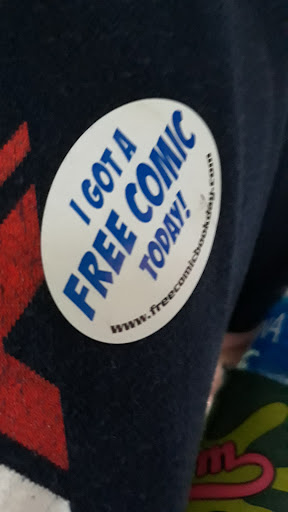 I GOT A
FREE COMIC
TODAY!
www.freecomicbookday.com